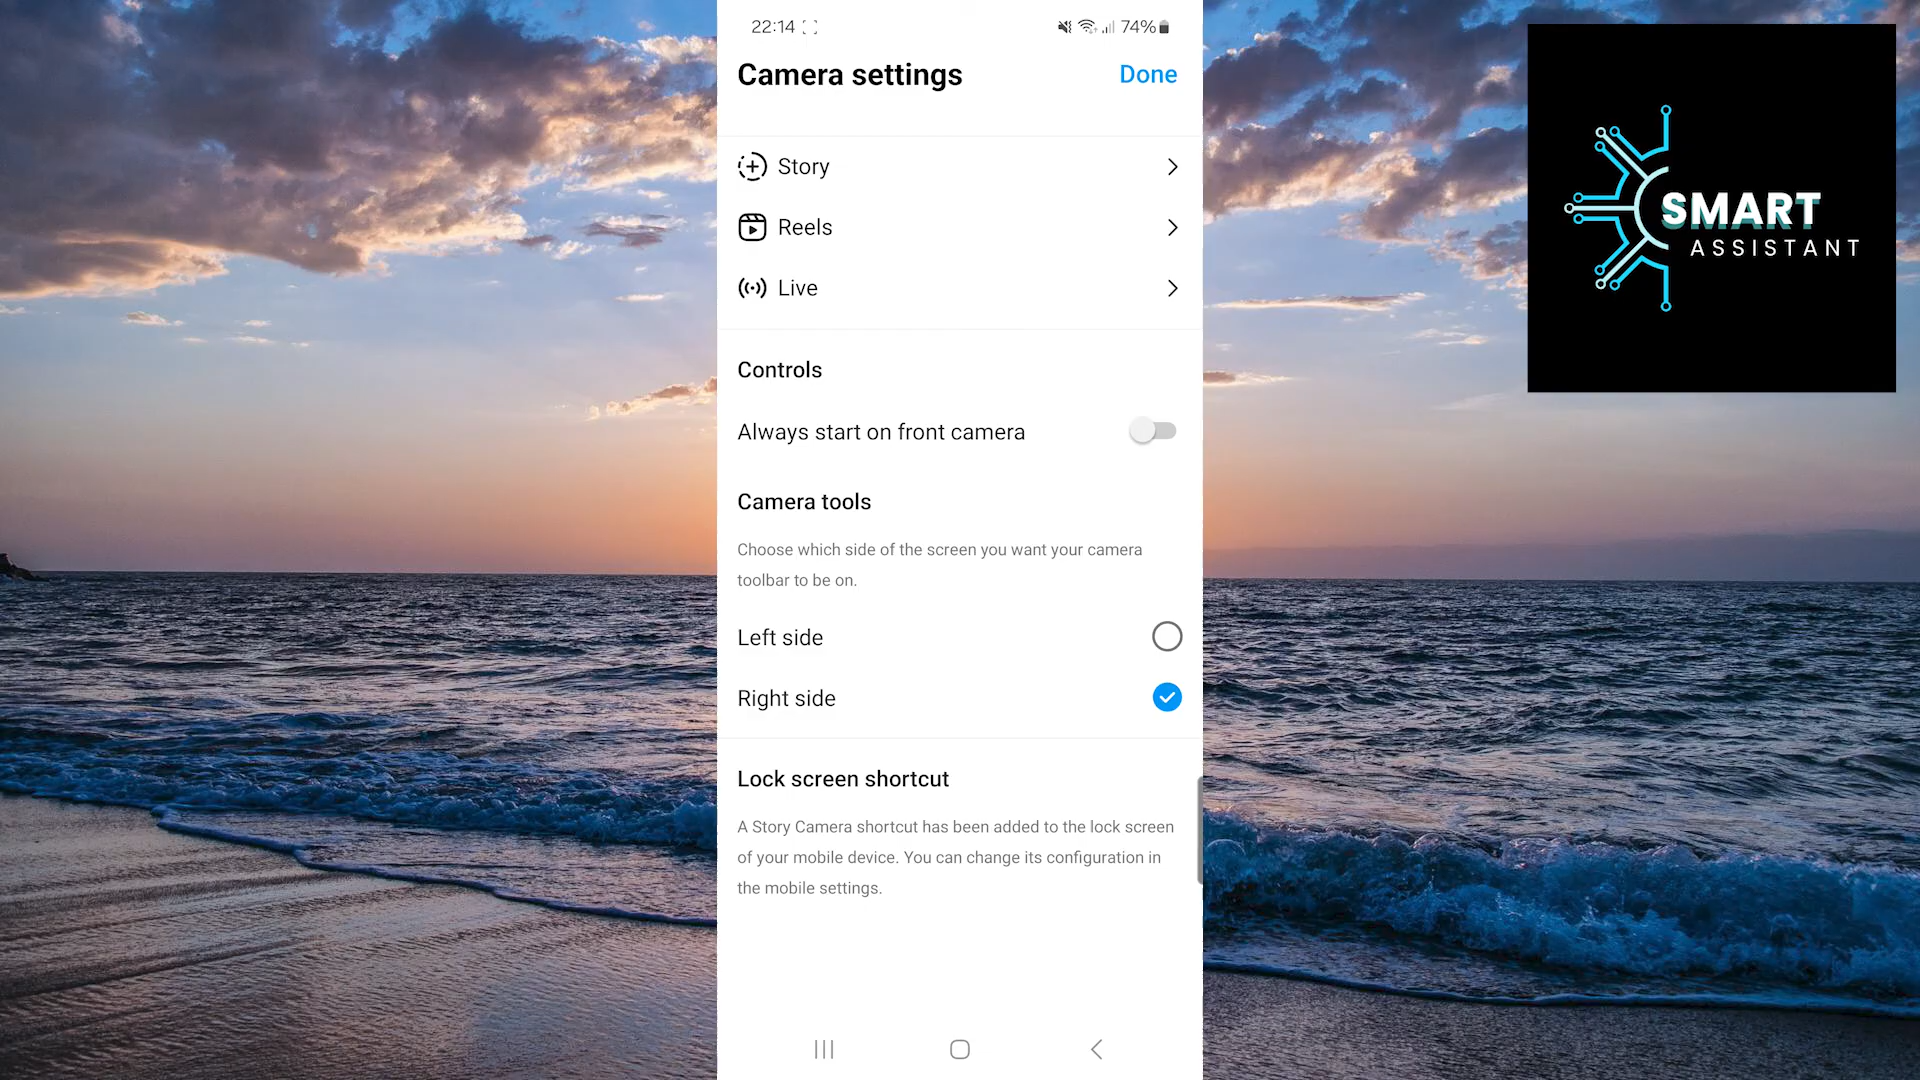 22:14
74%
Camera settings
Done
Story
Reels
Live
Controls
Always start on front camera
Camera tools
Choose which side of the screen you want your camera
toolbar to be on.
Left side
Right side
Lock screen shortcut
A Story Camera shortcut has been added to the lock screen
of your mobile device. You can change its configuration in
the mobile settings.
SMART
ASSISTANT